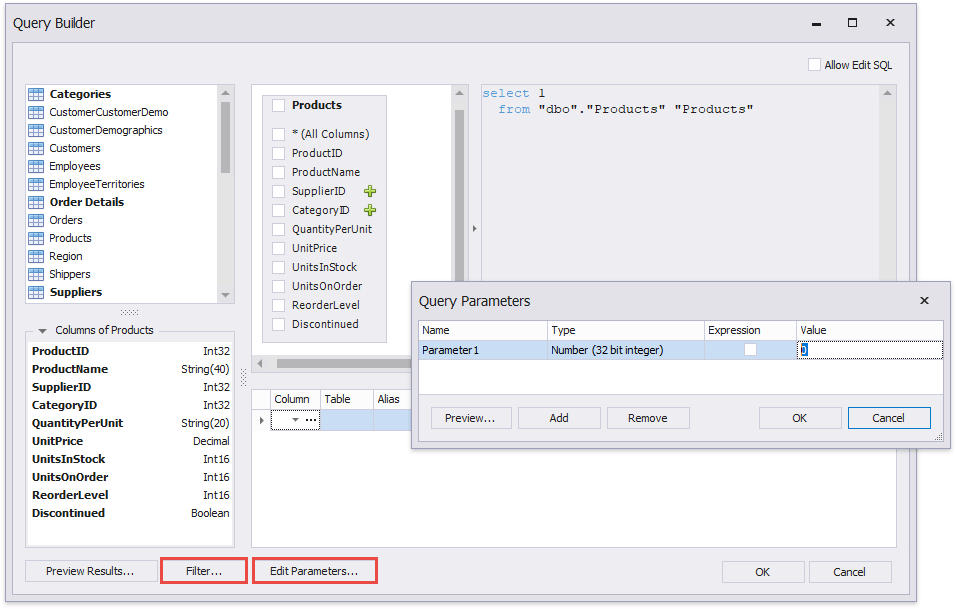 Query Builder
Allow Edit SQL
Categories
CustomerCustomerDemo
CustomerDemographics
Customers
Employees
EmployeeTerritories
Order Details
Orders
Products
Region
Shippers
Suppliers
Products
* (All Columns)
ProductID
ProductName
SupplierID
CategoryID
QuantityPerUnit
UnitPrice
UnitsInStock
UnitsOnOrder
ReorderLevel
Discontinued
select 1
from "dbo"."Products" "Products"
Columns of Products
ProductID Int32
ProductName String(40)
SupplierID Int32
CategoryID Int32
QuantityPerUnit String(20)
UnitPrice Decimal
UnitsInStock Int16
UnitsOnOrder Int16
ReorderLevel Int16
Discontinued Boolean
Column Table Alias
...
Query Parameters
Name Type Expression Value
Parameter1 Number (32 bit integer) 0
Preview... Add Remove OK Cancel
Preview Results... Filter... Edit Parameters... OK Cancel